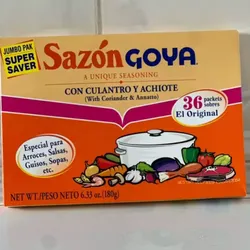 JUMBO PAK
SUPER
SAVER
Sazón GOYA
A UNIQUE SEASONING
CON CULANTRO Y ACHIOTE
(With Coriander & Annatto)
36 packets
sobres
El Original
Especial para
Arroces, Salsas,
Guisos, Sopas,
etc.
NET WT./PESO NETO 6.33 oz.(180g)